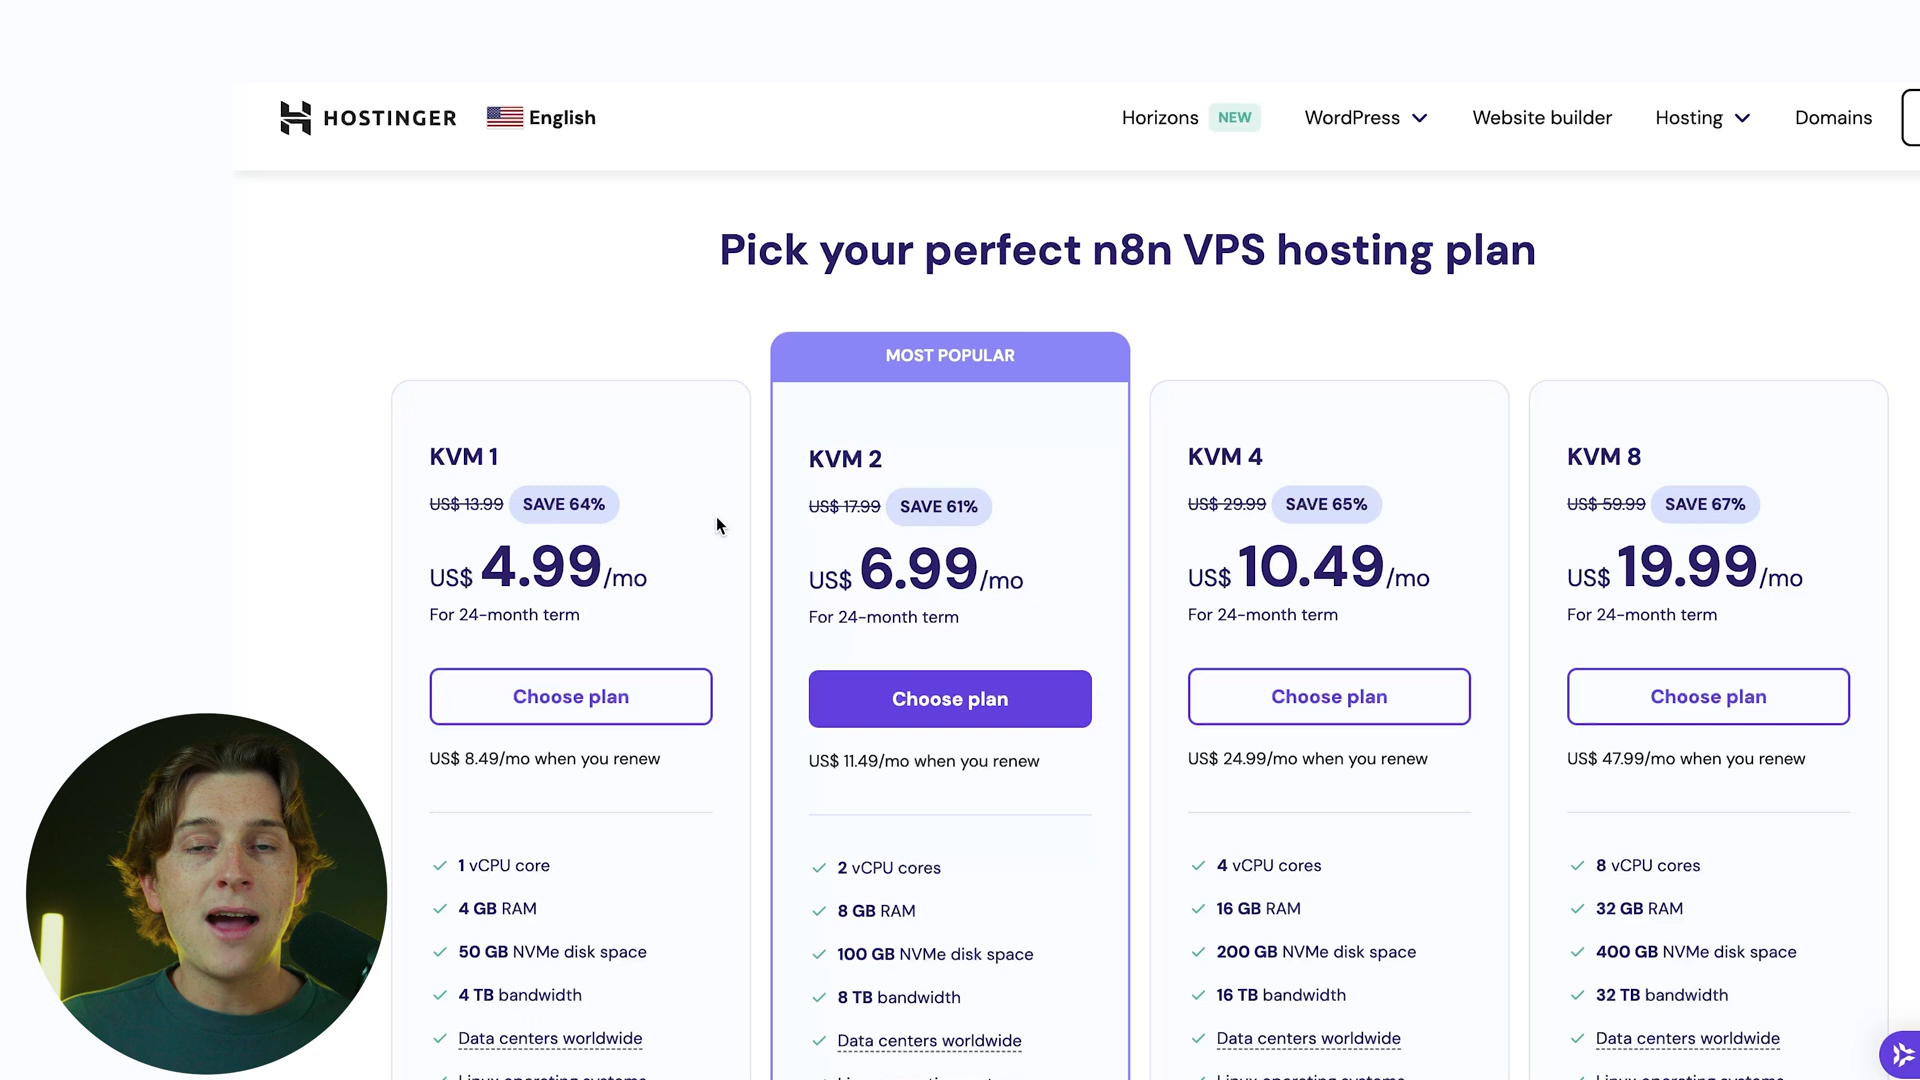 HOSTINGER English Horizons NEW WordPress Website builder Hosting Domains
Pick your perfect n8n VPS hosting plan
MOST POPULAR
KVM 1
US$ 13.99 SAVE 64%
US$ 4.99/mo
For 24-month term
Choose plan
US$ 8.49/mo when you renew
1 vCPU core
4 GB RAM
50 GB NVMe disk space
4 TB bandwidth
Data centers worldwide
Linux operating systems
KVM 2
US$ 17.99 SAVE 61%
US$ 6.99/mo
For 24-month term
Choose plan
US$ 11.49/mo when you renew
2 vCPU cores
8 GB RAM
100 GB NVMe disk space
8 TB bandwidth
Data centers worldwide
KVM 4
US$ 29.99 SAVE 65%
US$ 10.49/mo
For 24-month term
Choose plan
US$ 24.99/mo when you renew
4 vCPU cores
16 GB RAM
200 GB NVMe disk space
16 TB bandwidth
Data centers worldwide
Linux operating systems
KVM 8
US$ 59.99 SAVE 67%
US$ 19.99/mo
For 24-month term
Choose plan
US$ 47.99/mo when you renew
8 vCPU cores
32 GB RAM
400 GB NVMe disk space
32 TB bandwidth
Data centers worldwide
Linux operating systems